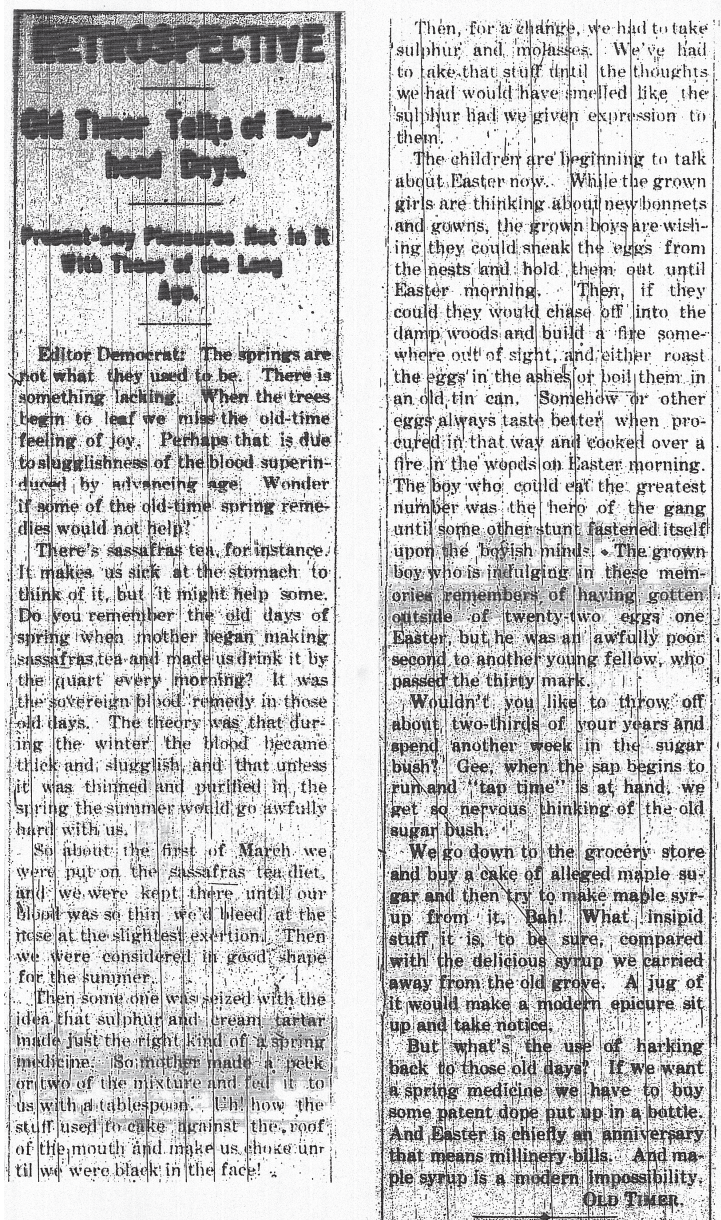 RETROSPECTIVE
Old Timer Talks of Boy-
hood Days.
Present-Day Pleasures Not in It
With Those of the Long
Ago.
Editor Democrat: The springs are
not what they used to be. There is
something lacking. When the trees
begin to leaf we miss the old-time
feeling of joy. Perhaps that is due
to slugglishness of the blood superin-
duced by advancing age. Wonder
if some of the old-time spring reme-
dies would not help?
There's sassafras tea, for instance.
It makes us sick at the stomach to
think of it, but it might help some.
Do you remember the old days of
spring when mother began making
sassafras tea and made us drink it by
the quart every morning? It was
the sovereign blood remedy in those
old days. The theory was that dur-
ing the winter the blood became
thick and slugglish, and that unless
it was thinned and purified in the
spring the summer would go awfully
hard with us.
So about the first of March we
were put on the sassafras tea diet,
and we were kept there until our
blood was so thin we'd bleed at the
nose at the slightest exertion. Then
we were considered in good shape
for the summer.
Then some one was seized with the
idea that sulphur and cream tartar
made just the right kind of a spring
medicine. So mother made a peck
or two of the mixture and fed it to
us with a tablespoon. Uh! how the
stuff used to cake against the roof
of the mouth and make us choke un-
til we were black in the face!
Then, for a change, we had to take
sulphur and molasses. We've had
to take that stuff until the thoughts
we had would have smelled like the
sulphur had we given expression to
them.
The children are beginning to talk
about Easter now. While the grown
girls are thinking about new bonnets
and gowns, the grown boys are wish-
ing they could sneak the eggs from
the nests and hold them out until
Easter morning. Then, if they
could they would chase off into the
damp woods and build a fire some-
where out of sight, and either roast
the eggs in the ashes or boil them in
an old tin can. Somehow or other
eggs always taste better when pro-
cured in that way and cooked over a
fire in the woods on Easter morning.
The boy who could eat the greatest
number was the hero of the gang
until some other stunt fastened itself
upon the boyish minds. The grown
boy who is indulging in these mem-
ories remembers of having gotten
outside of twenty-two eggs one
Easter, but he was an awfully poor
second to another young fellow, who
passed the thirty mark.
Wouldn't you like to throw off
about two-thirds of your years and
spend another week in the sugar
bush? Gee, when the sap begins to
run and "tap time" is at hand, we
get so nervous thinking of the old
sugar bush.
We go down to the grocery store
and buy a cake of alleged maple su-
gar and then try to make maple syr-
up from it. Bah! What insipid
stuff it is, to be sure, compared
with the delicious syrup we carried
away from the old grove. A jug of
it would make a modern epicure sit
up and take notice.
But what's the use of harking
back to those old days? If we want
a spring medicine we have to buy
some patent dope put up in a bottle.
And Easter is chiefly an anniversary
that means millinery bills. And ma-
ple syrup is a modern impossibility.
OLD TIMER.